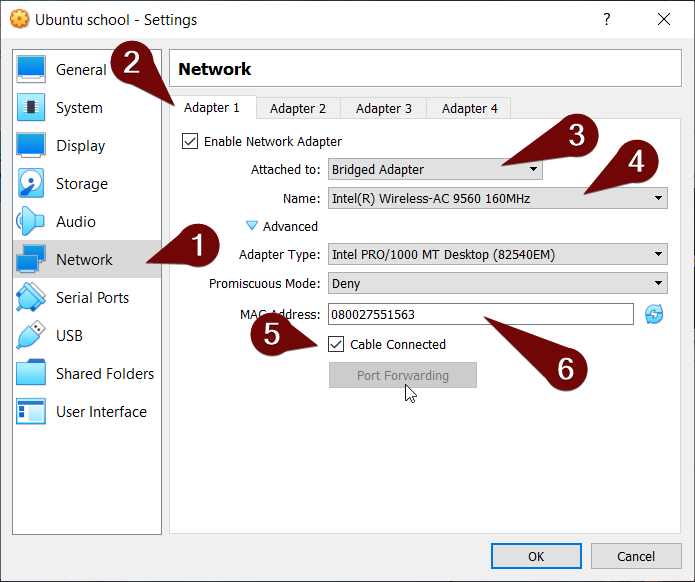 Ubuntu school - Settings
?
General
System
Display
Storage
Audio
Network
Serial Ports
USB
Shared Folders
User Interface
Network
Adapter 1 Adapter 2 Adapter 3 Adapter 4
Enable Network Adapter
Attached to: Bridged Adapter
Name: Intel(R) Wireless-AC 9560 160MHz
Advanced
Adapter Type: Intel PRO/1000 MT Desktop (82540EM)
Promiscuous Mode: Deny
MAC Address: 080027551563
Cable Connected
Port Forwarding
OK Cancel
1
2
3
4
5
6